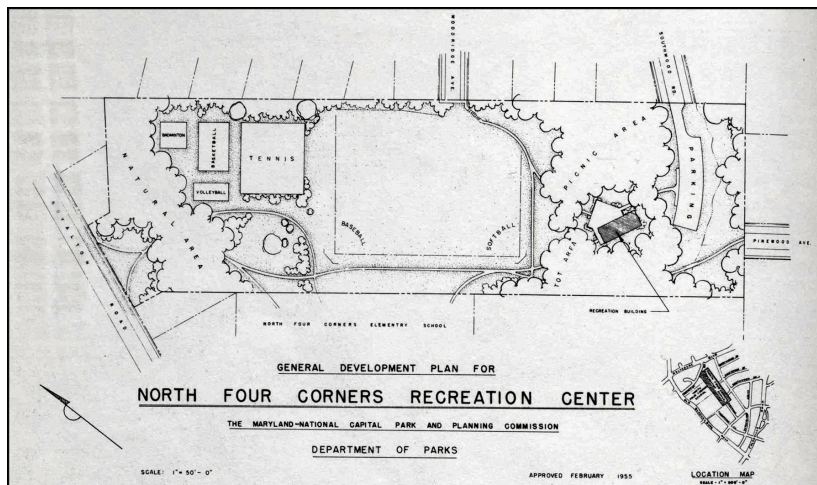 WOODRIDGE AVE.
SOUTHWOOD RD.
BADMINTON
BASKETBALL
TENNIS
VOLLEYBALL
NATURAL AREA
PICNIC AREA
PARKING
BASEBALL
SOFTBALL
TOT AREA
PINEWOOD AVE.
ROAD
RECREATION BUILDING
NORTH FOUR CORNERS ELEMENTRY SCHOOL
GENERAL DEVELOPMENT PLAN FOR
NORTH FOUR CORNERS RECREATION CENTER
THE MARYLAND-NATIONAL CAPITAL PARK AND PLANNING COMMISSION
DEPARTMENT OF PARKS
SCALE: 1"= 50'- 0"
APPROVED FEBRUARY 1955
LOCATION MAP